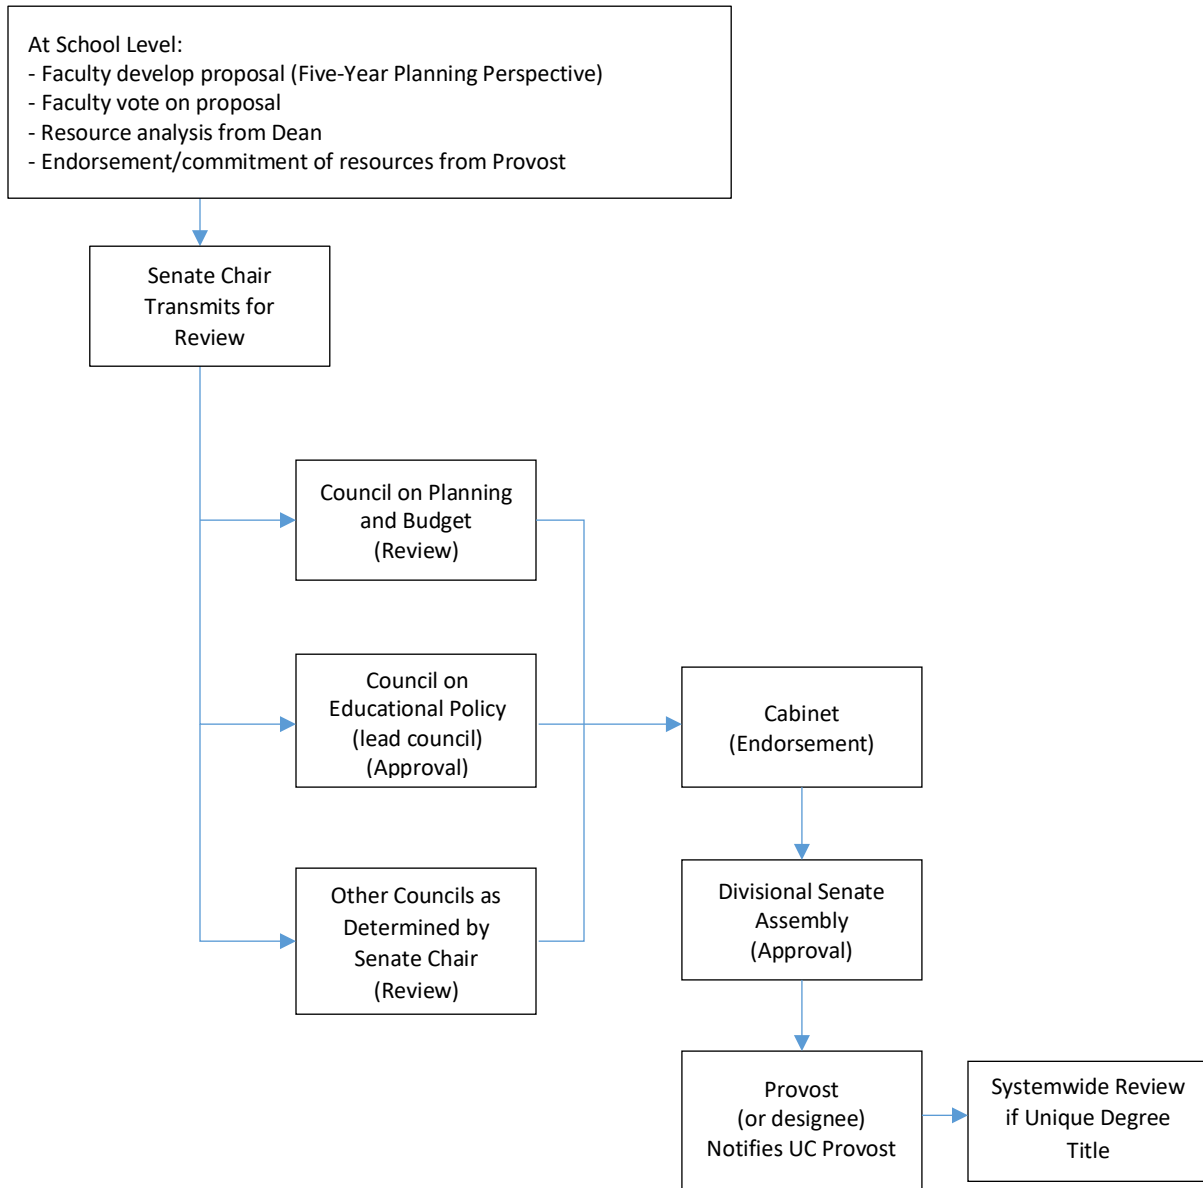 At School Level:
- Faculty develop proposal (Five-Year Planning Perspective)
- Faculty vote on proposal
- Resource analysis from Dean
- Endorsement/commitment of resources from Provost
Senate Chair
Transmits for
Review
Council on Planning
and Budget
(Review)
Council on
Educational Policy
(lead council)
(Approval)
Other Councils as
Determined by
Senate Chair
(Review)
Cabinet
(Endorsement)
Divisional Senate
Assembly
(Approval)
Provost
(or designee)
Notifies UC Provost
Systemwide Review
if Unique Degree
Title